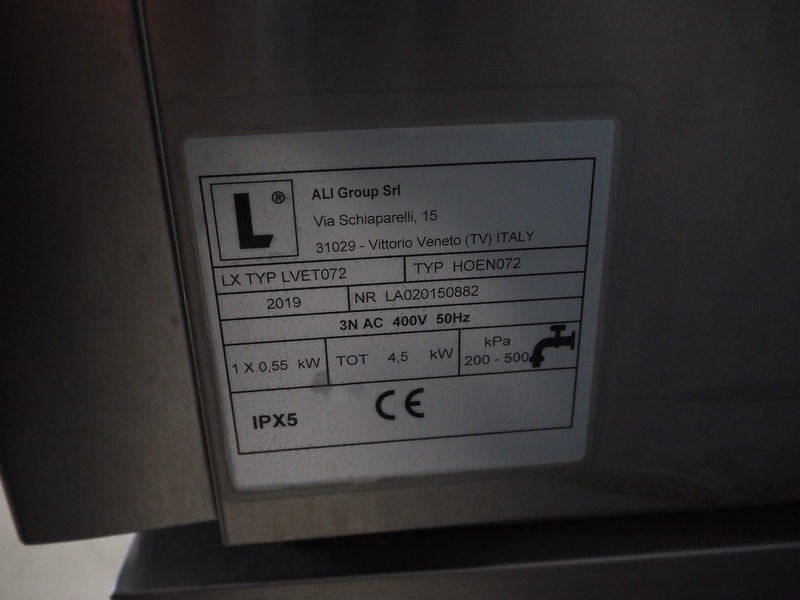 L ®
ALI Group Srl
Via Schiaparelli, 15
31029 - Vittorio Veneto (TV) ITALY
LX TYP LVET072 TYP HOEN072
2019 NR LA020150882
3N AC 400V 50Hz
1 X 0,55 kW TOT 4,5 kW kPa
200 - 500
IPX5 CE